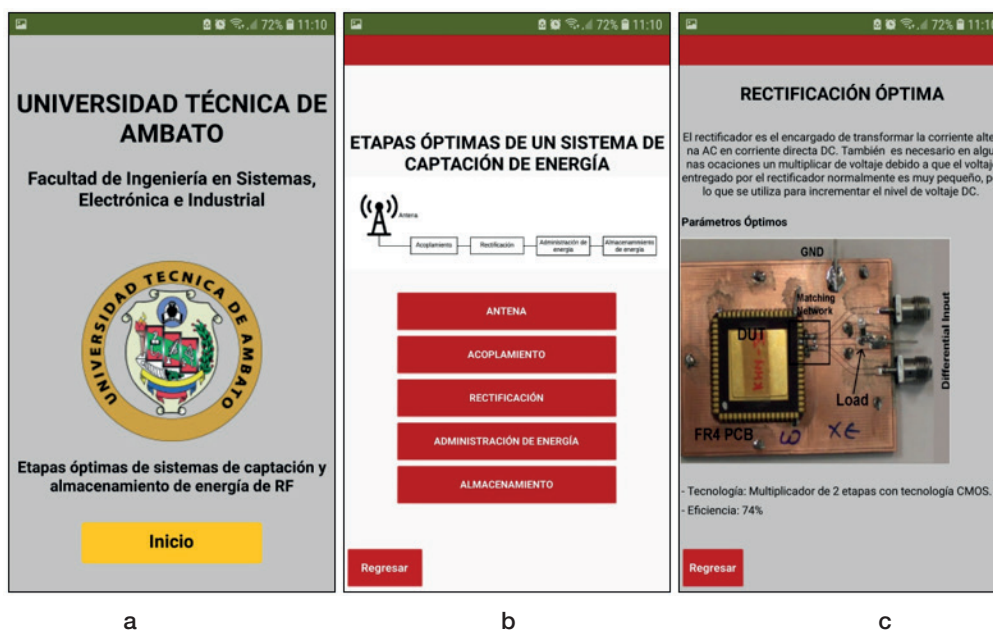 72% 11:10
UNIVERSIDAD TÉCNICA DE
AMBATO
Facultad de Ingeniería en Sistemas,
Electrónica e Industrial
UNIVERSIDAD TECNICA DE AMBATO
Etapas óptimas de sistemas de captación y
almacenamiento de energía de RF
Inicio
a
72% 11:10
ETAPAS ÓPTIMAS DE UN SISTEMA DE
CAPTACIÓN DE ENERGÍA
Antena
Acoplamiento
Rectificación
Administración de
energía
Almacenammiento
de energía
ANTENA
ACOPLAMIENTO
RECTIFICACIÓN
ADMINISTRACIÓN DE ENERGÍA
ALMACENAMIENTO
Regresar
b
72% 11:10
RECTIFICACIÓN ÓPTIMA
El rectificador es el encargado de transformar la corriente alte
na AC en corriente directa DC. También es necesario en algu
nas ocaciones un multiplicar de voltaje debido a que el voltaj
entregado por el rectificador normalmente es muy pequeño, p
lo que se utiliza para incrementar el nivel de voltaje DC.
Parámetros Óptimos
GND
Matching
Network
DUT
Load
Differential Input
FR4 PCB
- Tecnología: Multiplicador de 2 etapas con tecnología CMOS.
- Eficiencia: 74%
Regresar
c